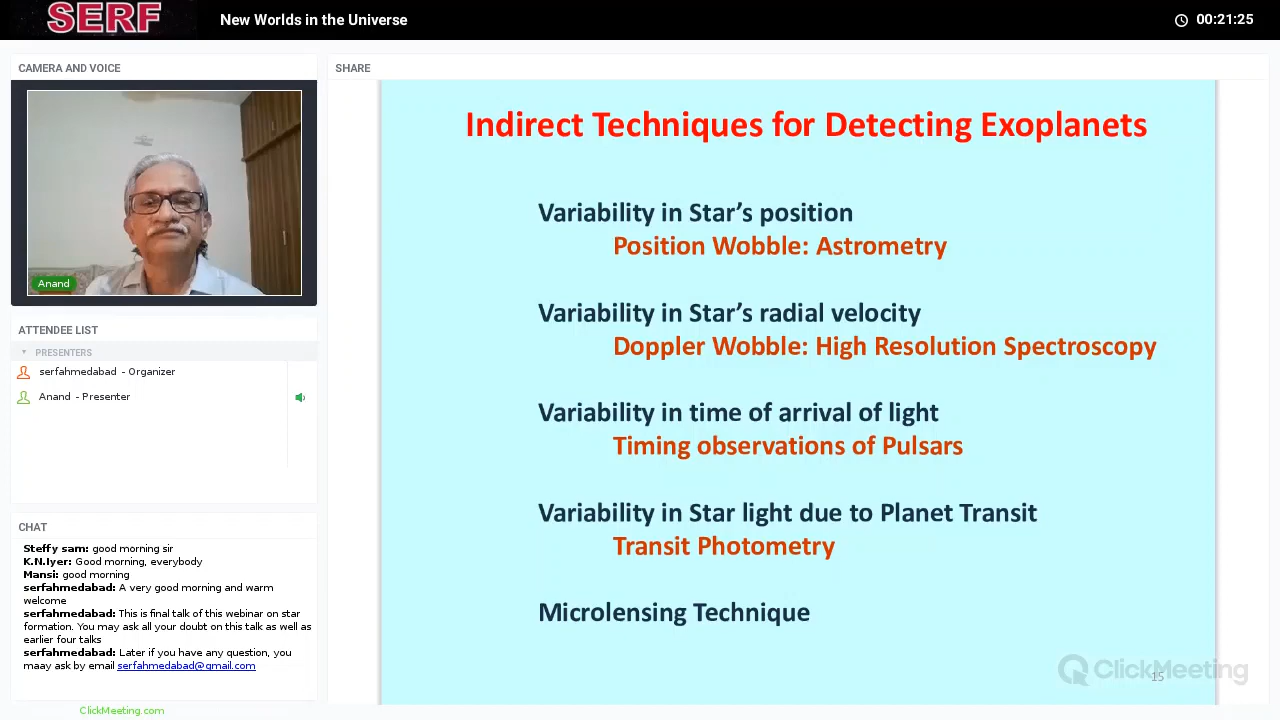 SERF
New Worlds in the Universe
00:21:25
CAMERA AND VOICE
SHARE
Anand
ATTENDEE LIST
PRESENTERS
serfahmedabad - Organizer
Anand - Presenter
CHAT
Steffy sam: good morning sir
K.N.Iyer: Good morning, everybody
Mansi: good morning
serfahmedabad: A very good morning and warm
welcome
serfahmedabad: This is final talk of this webinar on star
formation. You may ask all your doubt on this talk as well as
earlier four talks
serfahmedabad: Later if you have any question, you
maay ask by email serfahmedabad@gmail.com
ClickMeeting.com
Indirect Techniques for Detecting Exoplanets
Variability in Star’s position
Position Wobble: Astrometry
Variability in Star’s radial velocity
Doppler Wobble: High Resolution Spectroscopy
Variability in time of arrival of light
Timing observations of Pulsars
Variability in Star light due to Planet Transit
Transit Photometry
Microlensing Technique
ClickMeeting
15